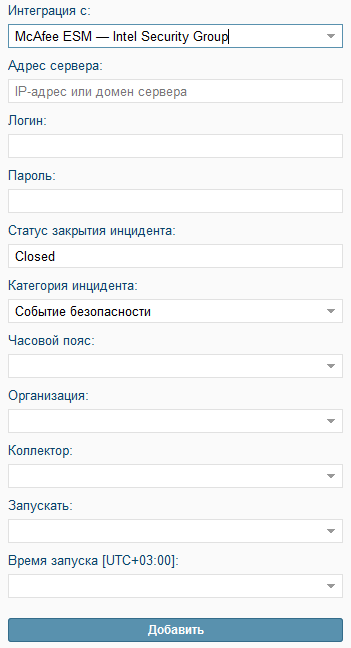 Интеграция с:
McAfee ESM — Intel Security Group
Адрес сервера:
IP-адрес или домен сервера
Логин:
Пароль:
Статус закрытия инцидента:
Closed
Категория инцидента:
Событие безопасности
Часовой пояс:
Организация:
Коллектор:
Запускать:
Время запуска [UTC+03:00]:
Добавить